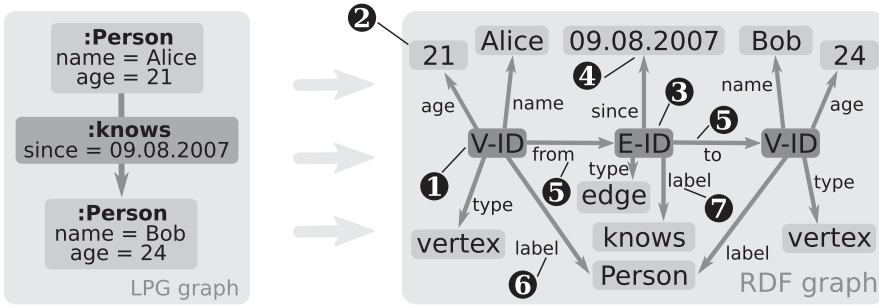 :Person
name = Alice
age = 21
:knows
since = 09.08.2007
:Person
name = Bob
age = 24
LPG graph
2
21
Alice
09.08.2007
Bob
24
4
3
age
name
since
5
name
age
V-ID
E-ID
V-ID
1
from
5
type
to
label
7
type
edge
type
vertex
knows
vertex
label
6
Person
label
RDF graph